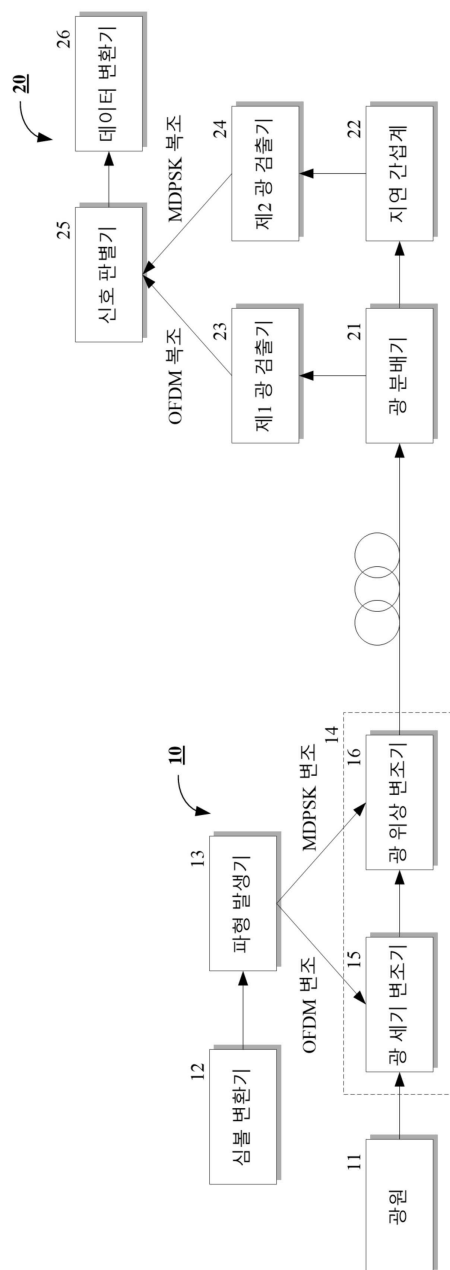 10
심볼 변환기 12
파형 발생기 13
OFDM 변조
MDPSK 변조
14
광원 11
광 세기 변조기 15
광 위상 변조기 16
20
신호 판별기 25
데이터 변환기 26
OFDM 복조
MDPSK 복조
제1 광 검출기 23
제2 광 검출기 24
광 분배기 21
지연 간섭계 22